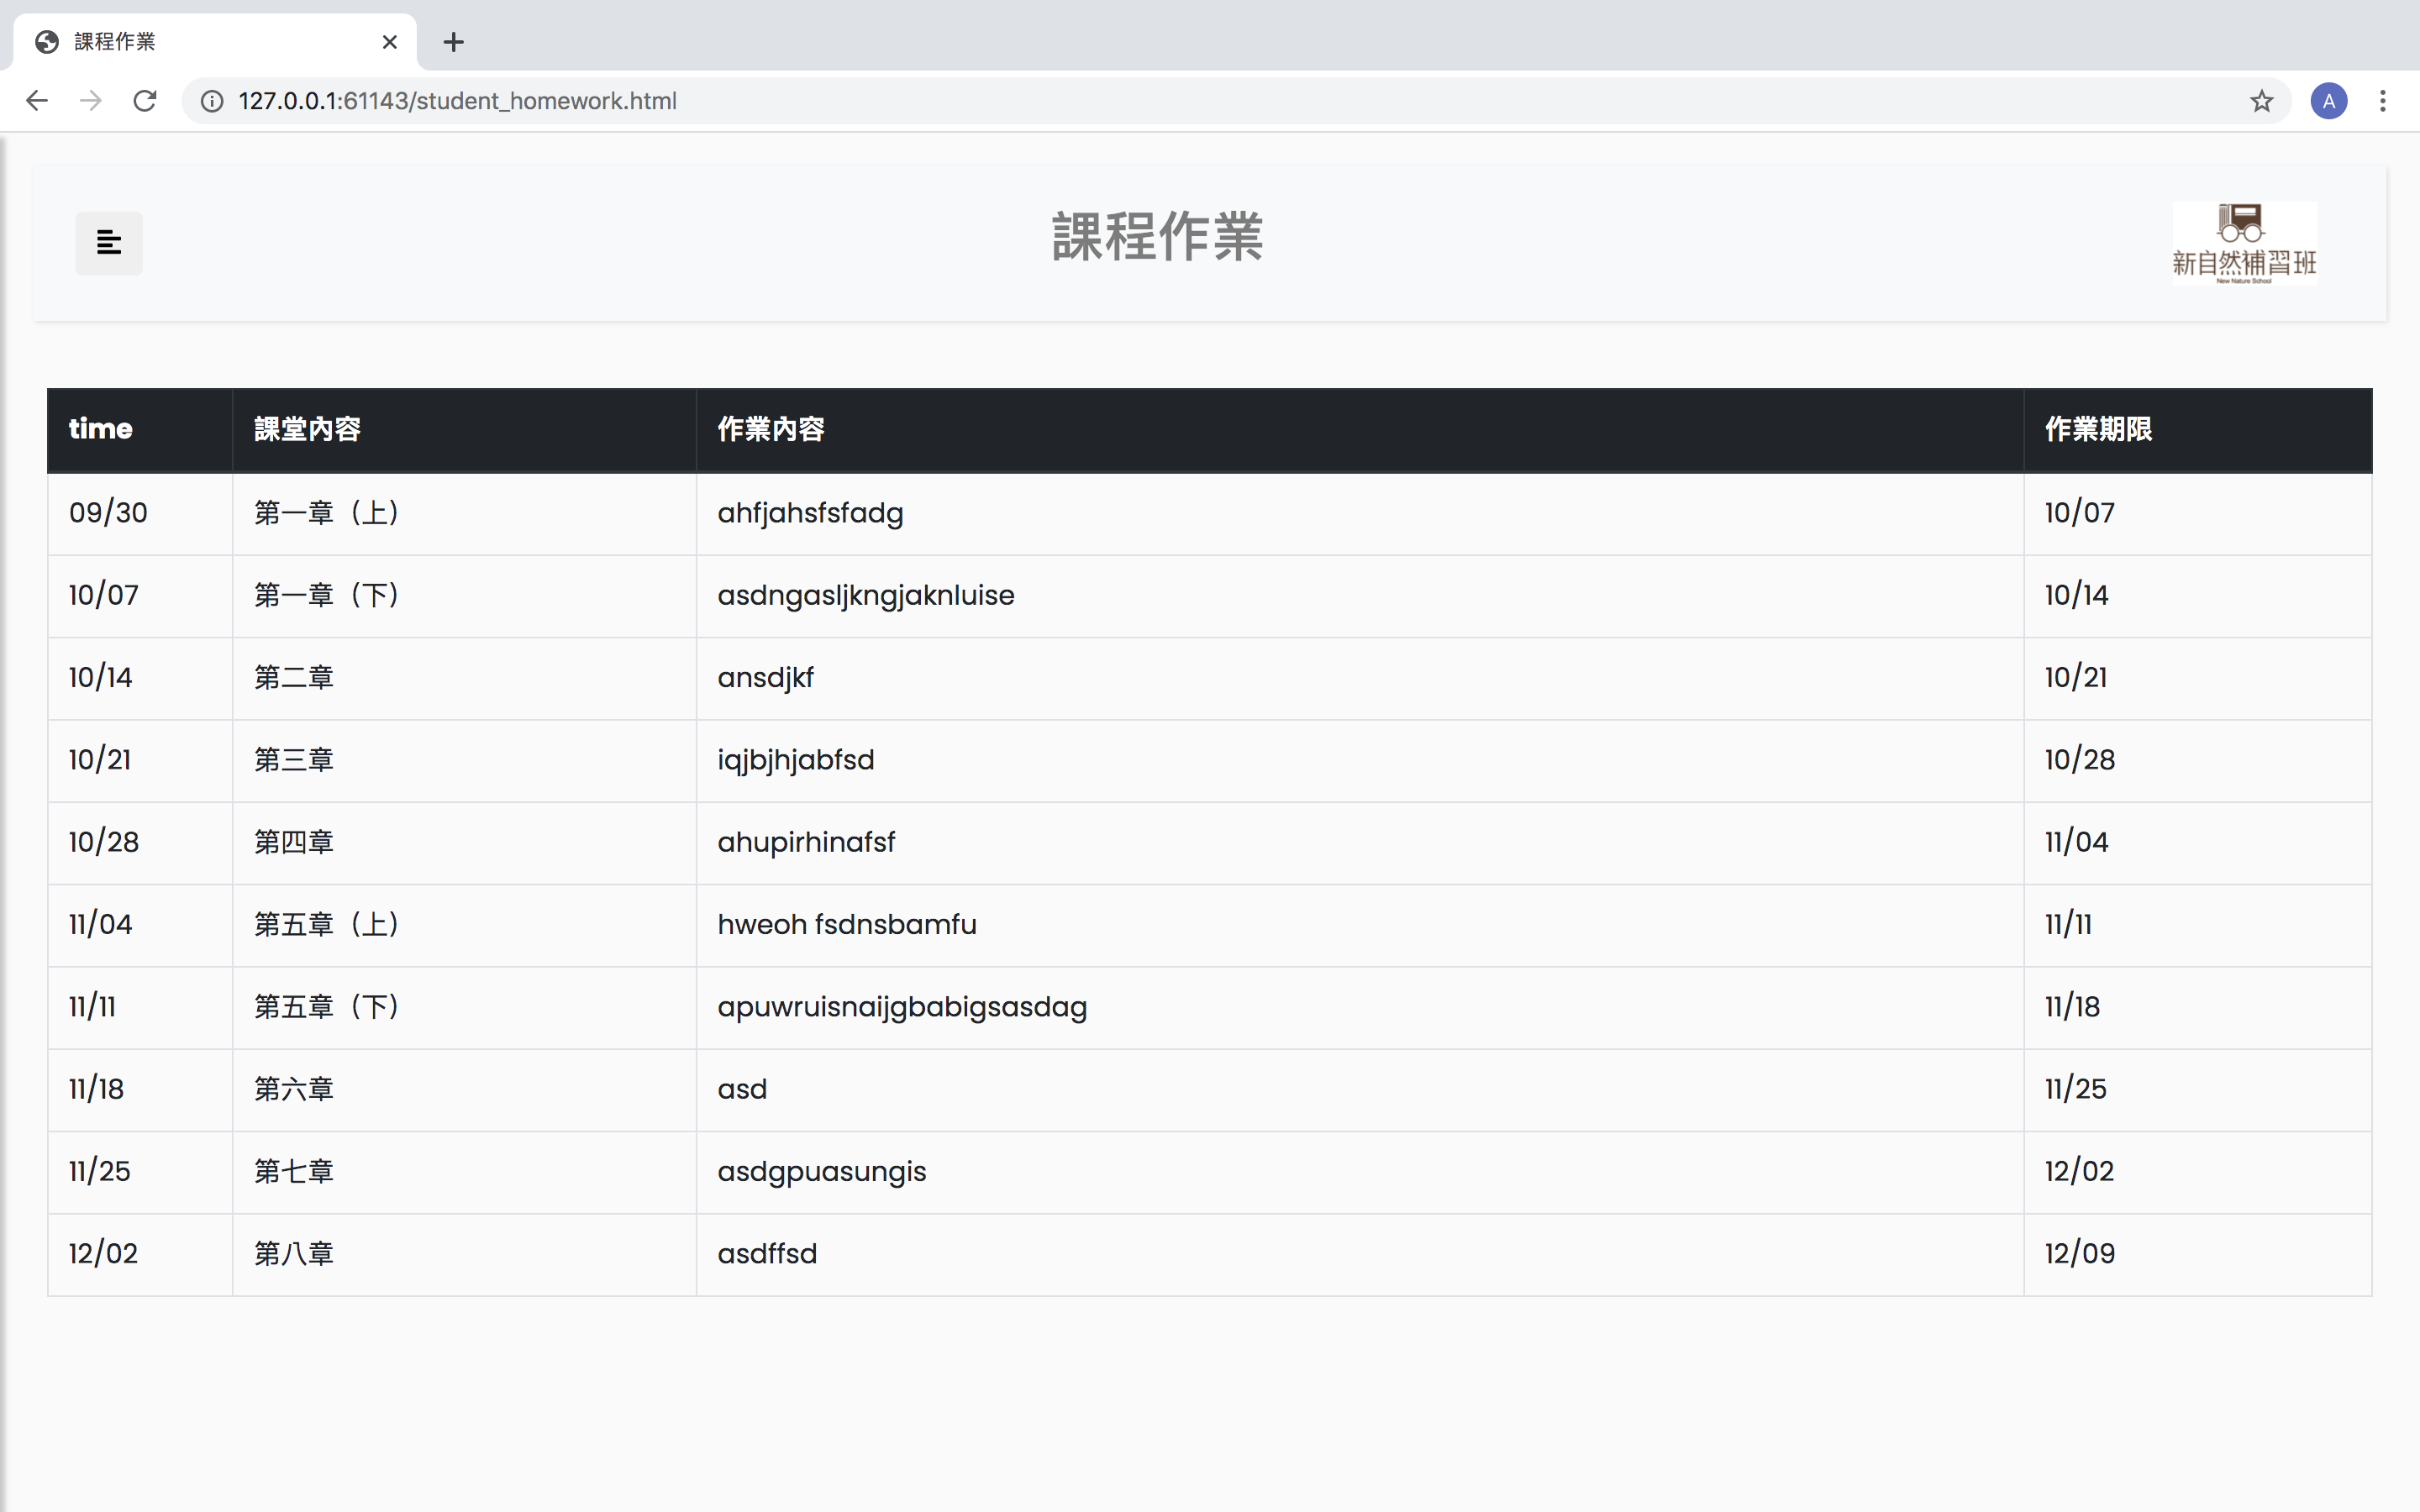 課程作業
127.0.0.1:61143/student_homework.html
A
課程作業
新自然補習班
New Nature School
time 課堂內容 作業內容 作業期限
09/30 第一章（上） ahfjahsfsfadg 10/07
10/07 第一章（下） asdngasljkngjaknluise 10/14
10/14 第二章 ansdjkf 10/21
10/21 第三章 iqjbjhjabfsd 10/28
10/28 第四章 ahupirhinafsf 11/04
11/04 第五章（上） hweoh fsdnsbamfu 11/11
11/11 第五章（下） apuwruisnaijgbabigsasdag 11/18
11/18 第六章 asd 11/25
11/25 第七章 asdgpuasungis 12/02
12/02 第八章 asdffsd 12/09